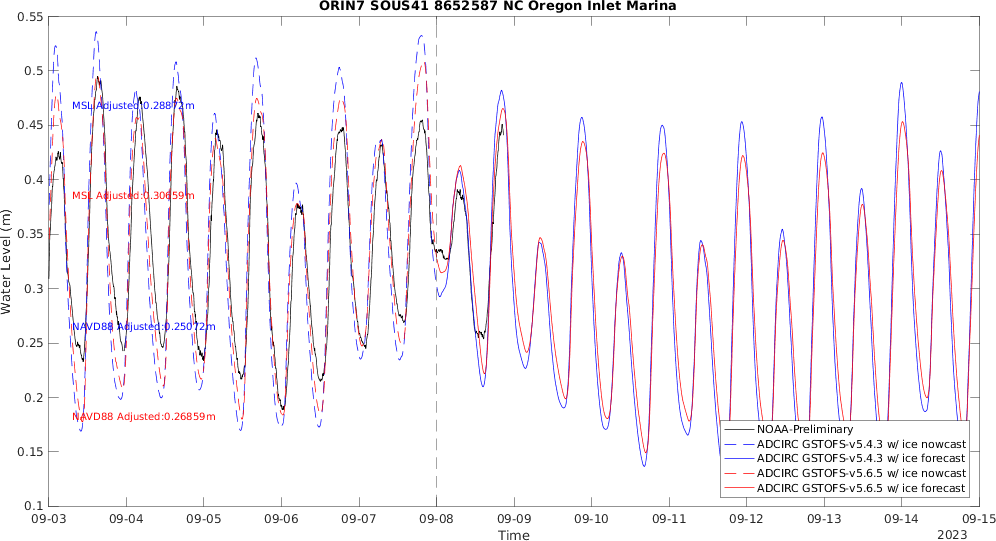 ORIN7 SOUS41 8652587 NC Oregon Inlet Marina
Water Level (m)
0.55
0.5
0.45
0.4
0.35
0.3
0.25
0.2
0.15
0.1
MSL Adjusted:0.28872m
MSL Adjusted:0.30659m
NAVD88 Adjusted:0.25072m
NAVD88 Adjusted:0.26859m
NOAA-Preliminary
ADCIRC GSTOFS-v5.4.3 w/ ice nowcast
ADCIRC GSTOFS-v5.4.3 w/ ice forecast
ADCIRC GSTOFS-v5.6.5 w/ ice nowcast
ADCIRC GSTOFS-v5.6.5 w/ ice forecast
09-03 09-04 09-05 09-06 09-07 09-08 09-09 09-10 09-11 09-12 09-13 09-14 09-15
Time
2023